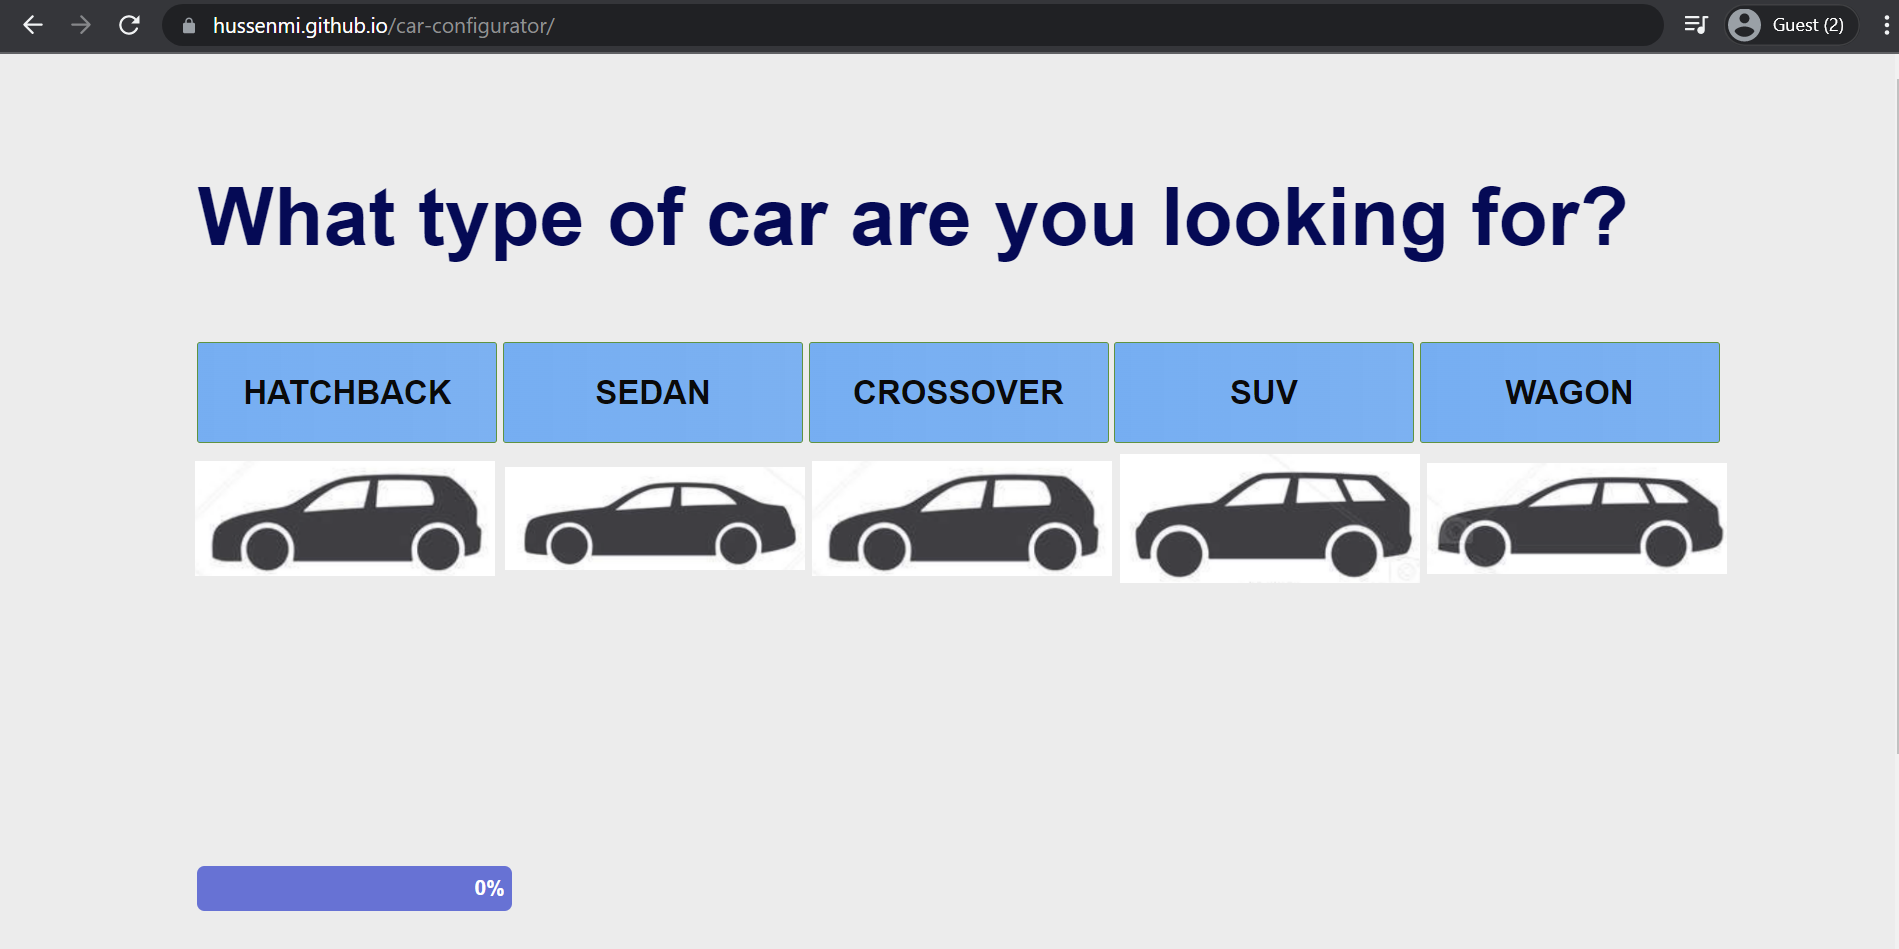 hussenmi.github.io/car-configurator/
Guest (2)
What type of car are you looking for?
HATCHBACK
SEDAN
CROSSOVER
SUV
WAGON
0%